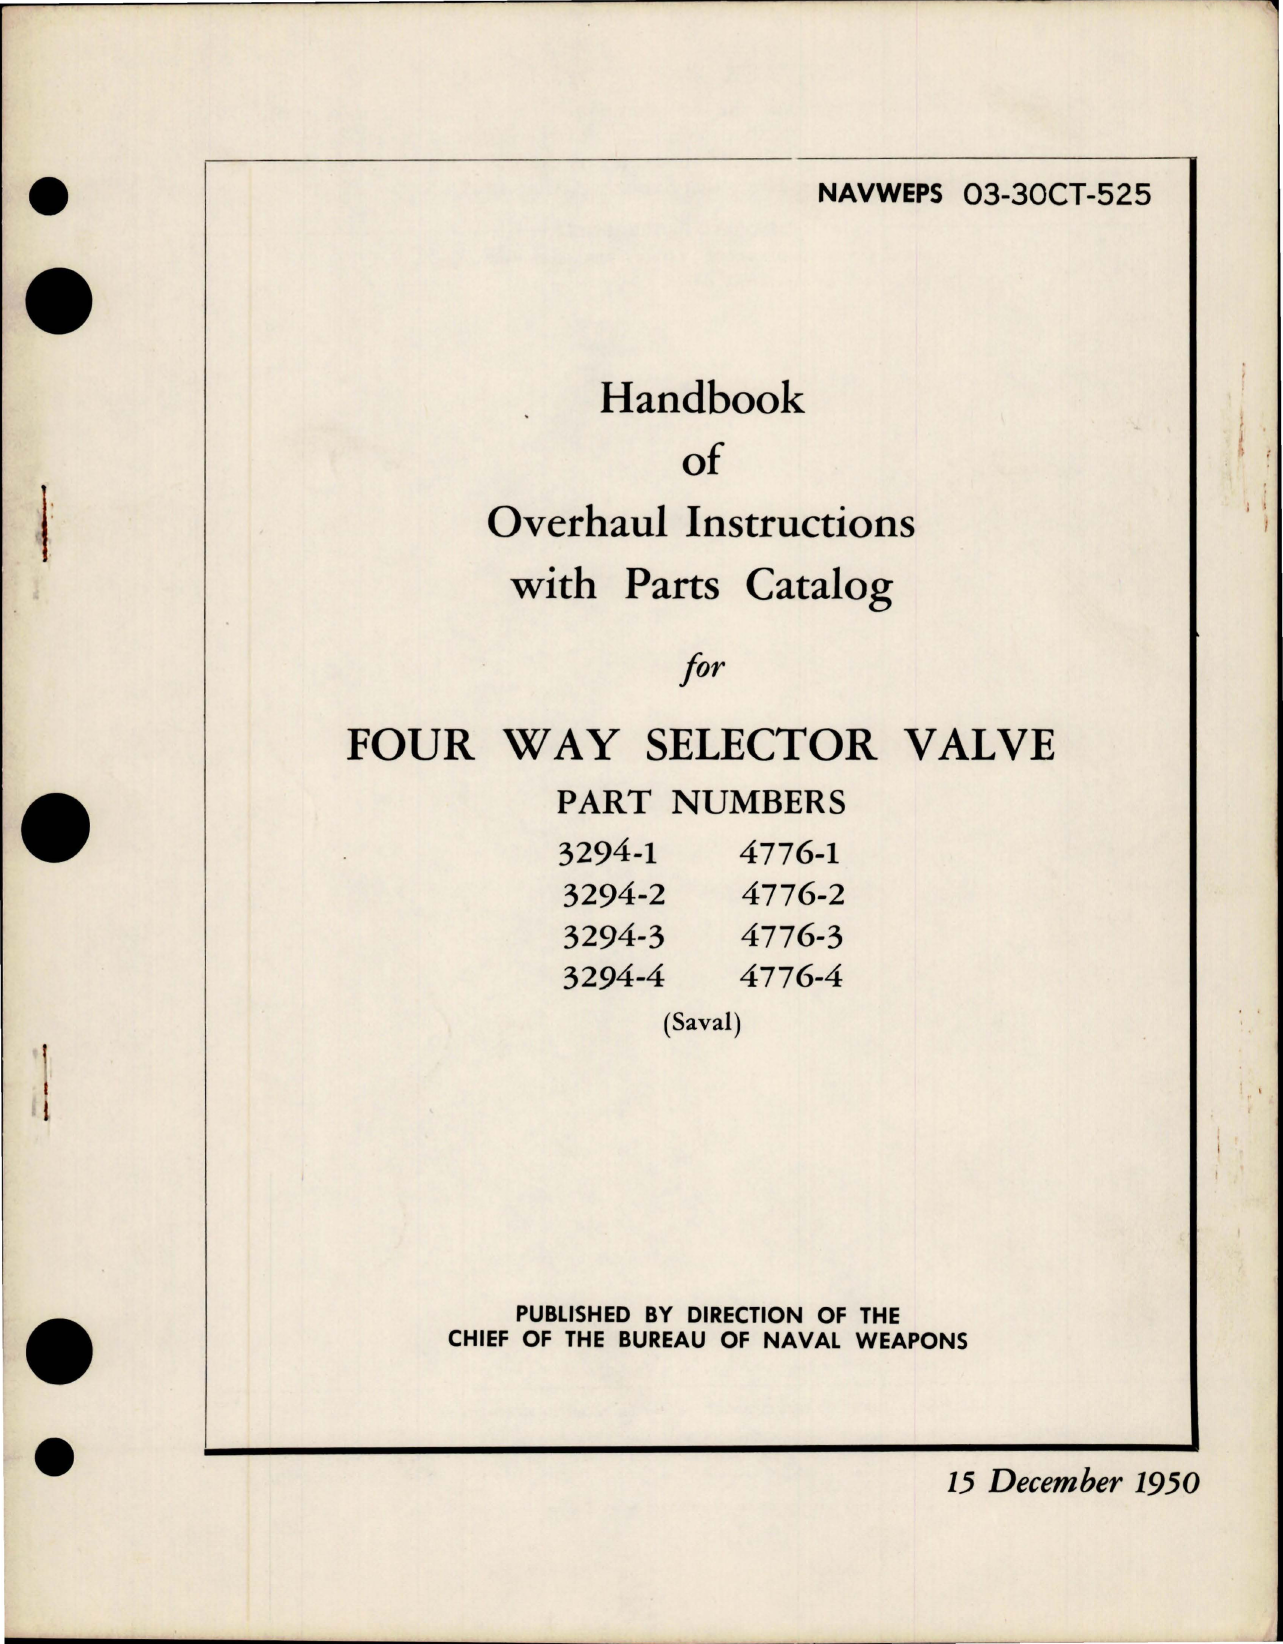 NAVWEPS 03-30CT-525
Handbook
of
Overhaul Instructions
with Parts Catalog
for
FOUR WAY SELECTOR VALVE
PART NUMBERS
3294-1 4776-1
3294-2 4776-2
3294-3 4776-3
3294-4 4776-4
(Saval)
PUBLISHED BY DIRECTION OF THE
CHIEF OF THE BUREAU OF NAVAL WEAPONS
15 December 1950